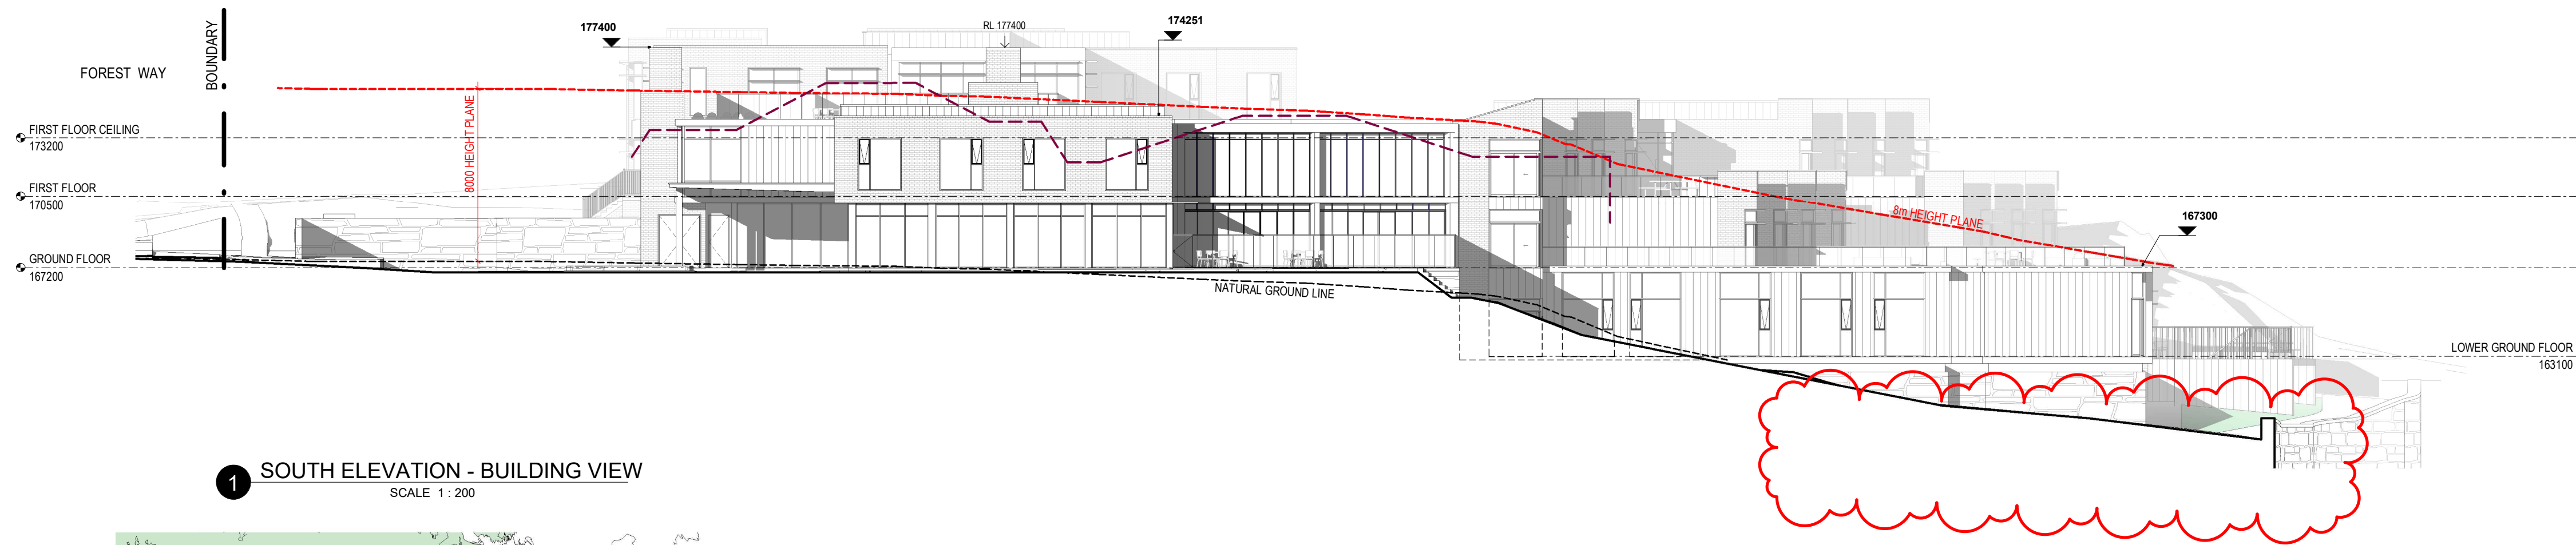 177400
RL 177400
174251
BOUNDARY
FOREST WAY
8000 HEIGHT PLANE
FIRST FLOOR CEILING
173200
FIRST FLOOR
170500
8m HEIGHT PLANE
167300
GROUND FLOOR
167200
NATURAL GROUND LINE
LOWER GROUND FLOOR
163100
1 SOUTH ELEVATION - BUILDING VIEW
SCALE 1 : 200